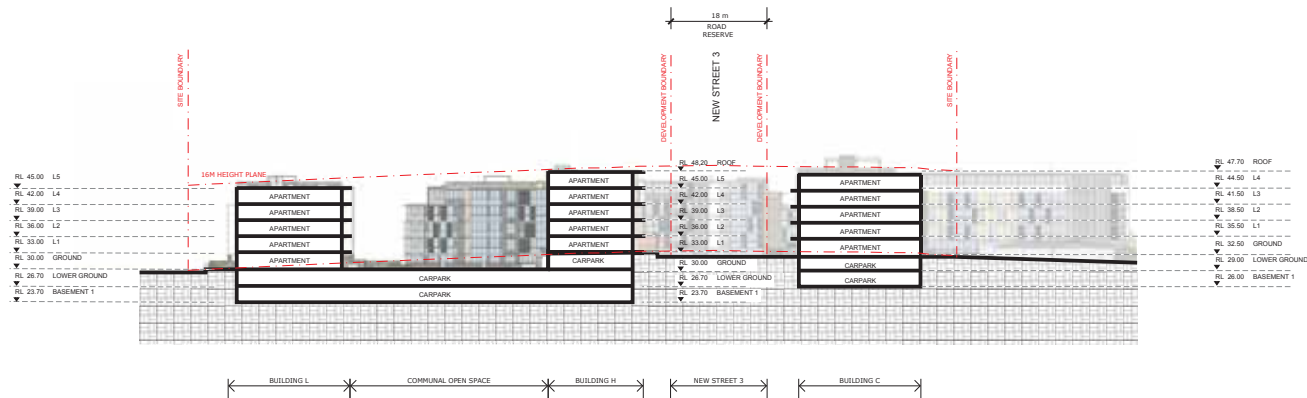 18 m
ROAD
RESERVE
SITE BOUNDARY
DEVELOPMENT BOUNDARY
NEW STREET 3
DEVELOPMENT BOUNDARY
SITE BOUNDARY
16M HEIGHT PLANE
RL 45.00 L5
RL 42.00 L4
RL 39.00 L3
RL 36.00 L2
RL 33.00 L1
RL 30.00 GROUND
RL 26.70 LOWER GROUND
RL 23.70 BASEMENT 1
APARTMENT
APARTMENT
APARTMENT
APARTMENT
APARTMENT
CARPARK
CARPARK
APARTMENT
APARTMENT
APARTMENT
APARTMENT
APARTMENT
CARPARK
RL 48.20 ROOF
RL 45.00 L5
RL 42.00 L4
RL 39.00 L3
RL 36.00 L2
RL 33.00 L1
RL 30.00 GROUND
RL 26.70 LOWER GROUND
RL 23.70 BASEMENT 1
APARTMENT
APARTMENT
APARTMENT
APARTMENT
APARTMENT
CARPARK
CARPARK
RL 47.70 ROOF
RL 44.50 L4
RL 41.50 L3
RL 38.50 L2
RL 35.50 L1
RL 32.50 GROUND
RL 29.00 LOWER GROUND
RL 26.00 BASEMENT 1
BUILDING L
COMMUNAL OPEN SPACE
BUILDING H
NEW STREET 3
BUILDING C